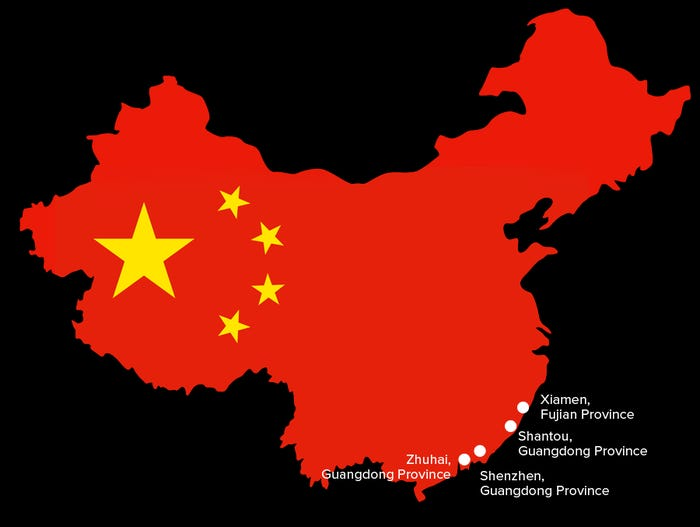 Xiamen,
Fujian Province
Shantou,
Guangdong Province
Zhuhai,
Guangdong Province
Shenzhen,
Guangdong Province